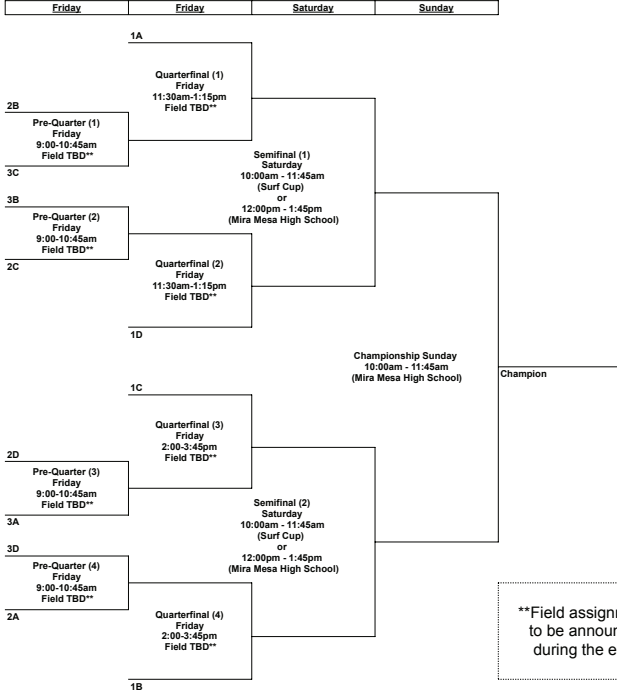 Friday Friday Saturday Sunday
1A
Quarterfinal (1)
Friday
11:30am-1:15pm
Field TBD**
2B
Pre-Quarter (1)
Friday
9:00-10:45am
Field TBD**
3C
Semifinal (1)
Saturday
10:00am - 11:45am
(Surf Cup)
or
12:00pm - 1:45pm
(Mira Mesa High School)
3B
Pre-Quarter (2)
Friday
9:00-10:45am
Field TBD**
2C
Quarterfinal (2)
Friday
11:30am-1:15pm
Field TBD**
1D
Championship Sunday
10:00am - 11:45am
(Mira Mesa High School)
Champion
1C
Quarterfinal (3)
Friday
2:00-3:45pm
Field TBD**
2D
Pre-Quarter (3)
Friday
9:00-10:45am
Field TBD**
3A
Semifinal (2)
Saturday
10:00am - 11:45am
(Surf Cup)
or
12:00pm - 1:45pm
(Mira Mesa High School)
3D
Pre-Quarter (4)
Friday
9:00-10:45am
Field TBD**
2A
Quarterfinal (4)
Friday
2:00-3:45pm
Field TBD**
1B
**Field
to be
during the